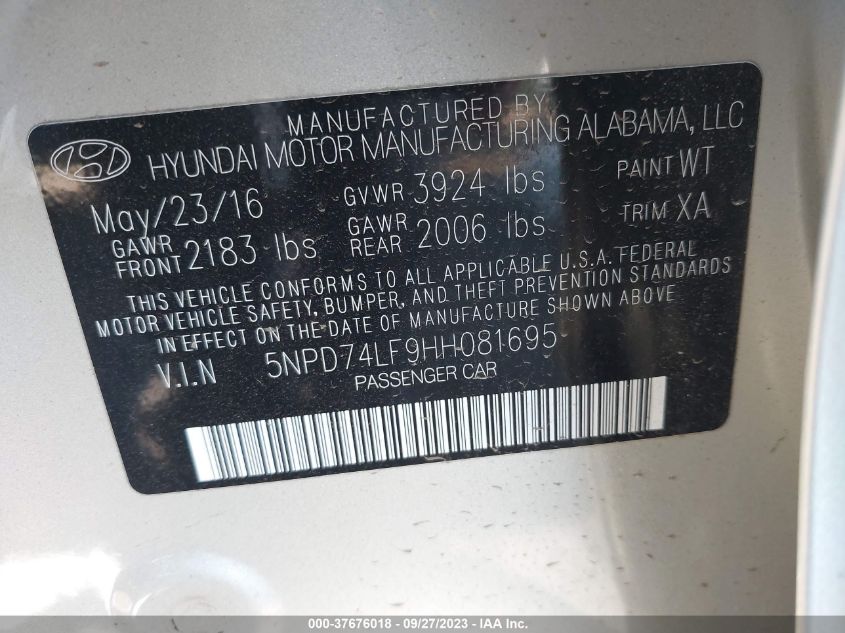 MANUFACTURED BY
HYUNDAI MOTOR MANUFACTURING ALABAMA, LLC
May/23/16 GVWR 3924 lbs PAINT WT
GAWR FRONT 2183 lbs GAWR REAR 2006 lbs TRIM XA
THIS VEHICLE CONFORMS TO ALL APPLICABLE U.S.A. FEDERAL
MOTOR VEHICLE SAFETY, BUMPER, AND THEFT PREVENTION STANDARDS
IN EFFECT ON THE DATE OF MANUFACTURE SHOWN ABOVE
V.I.N 5NPD74LF9HH081695
PASSENGER CAR
000-37676018 - 09/27/2023 - IAA Inc.